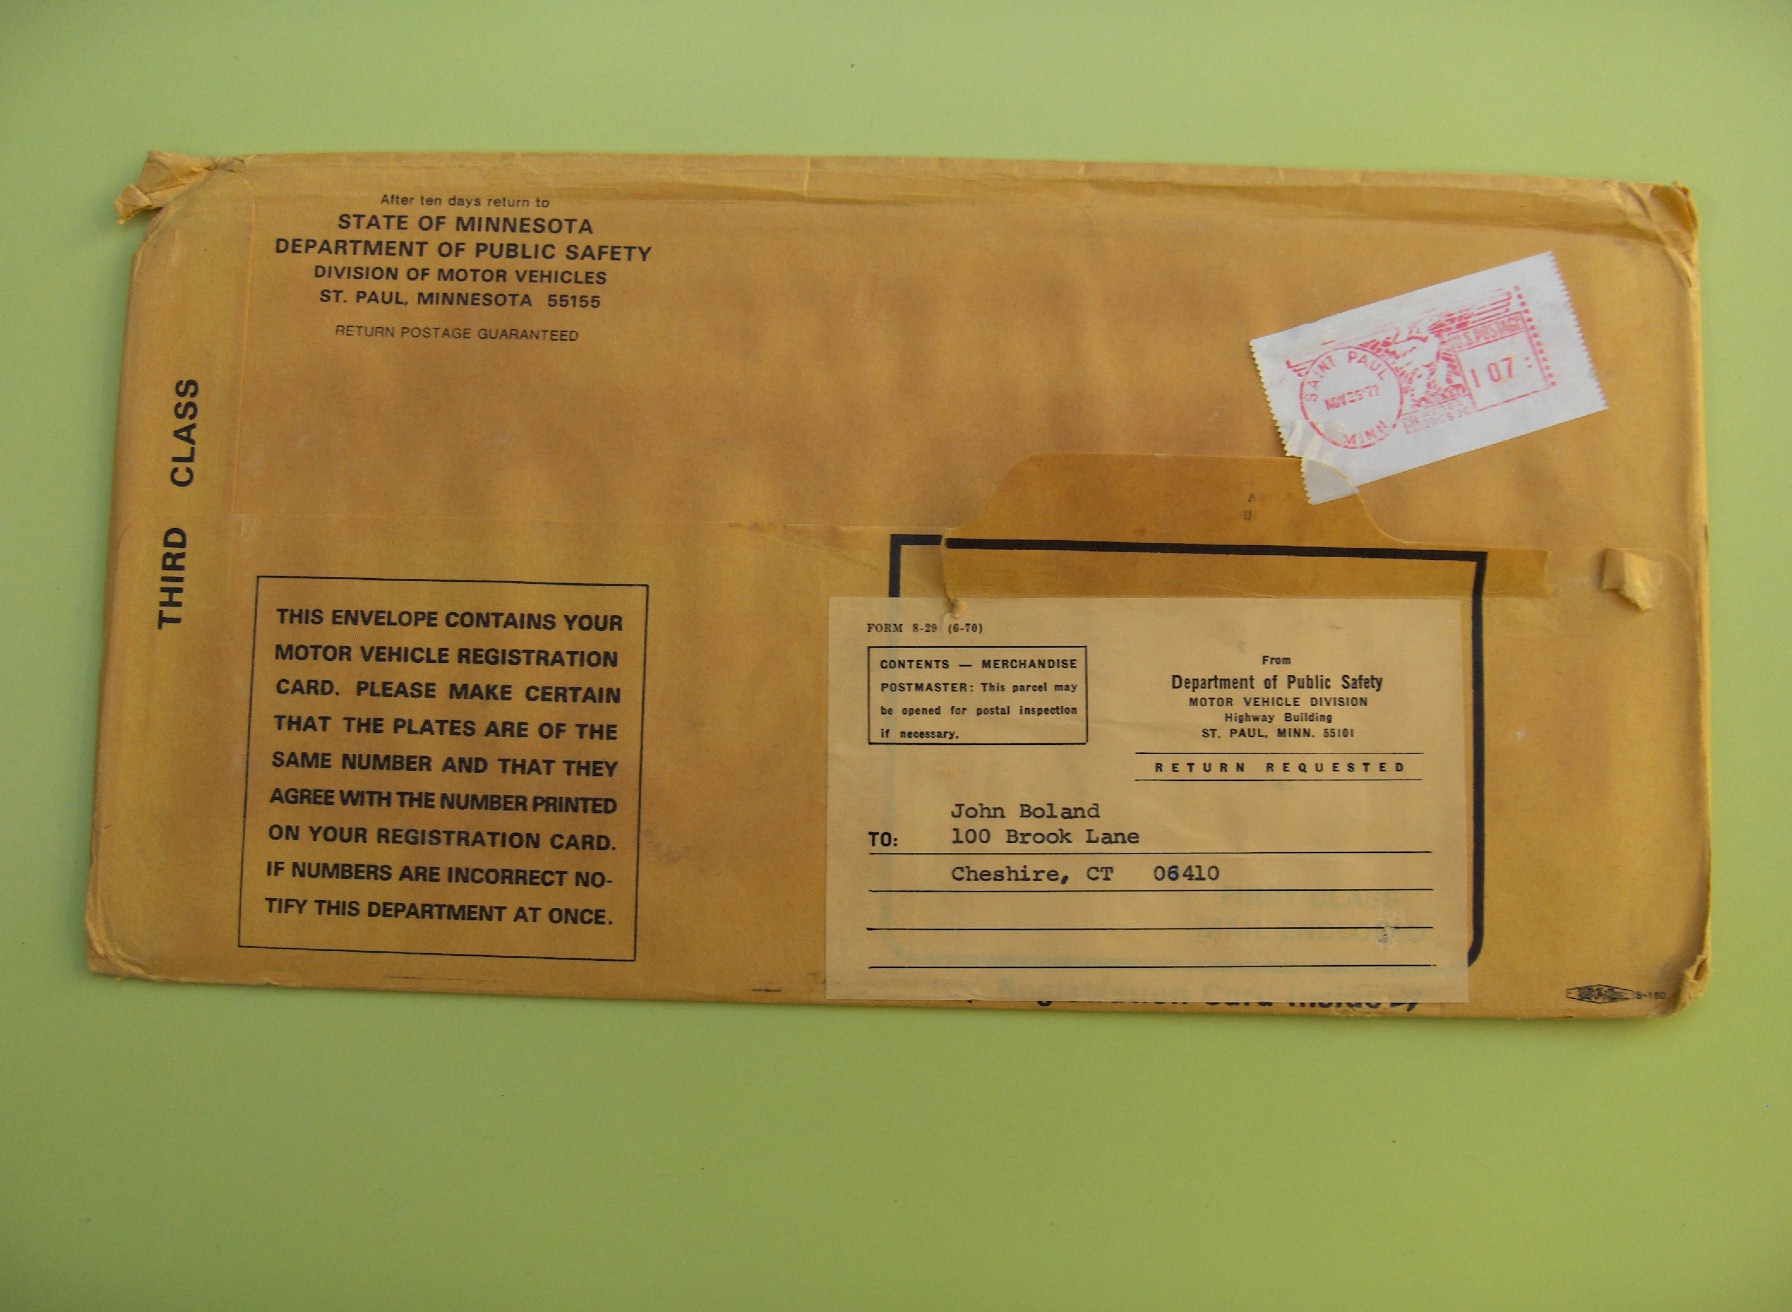 After ten days return to
STATE OF MINNESOTA
DEPARTMENT OF PUBLIC SAFETY
DIVISION OF MOTOR VEHICLES
ST. PAUL, MINNESOTA 55155
RETURN POSTAGE GUARANTEED
THIRD CLASS
SAINT PAUL
MINN
U.S. POSTAGE
THIS ENVELOPE CONTAINS YOUR
MOTOR VEHICLE REGISTRATION
CARD. PLEASE MAKE CERTAIN
THAT THE PLATES ARE OF THE
SAME NUMBER AND THAT THEY
AGREE WITH THE NUMBER PRINTED
ON YOUR REGISTRATION CARD.
IF NUMBERS ARE INCORRECT NO-
TIFY THIS DEPARTMENT AT ONCE.
FORM 8-29 (6-70)
CONTENTS — MERCHANDISE
POSTMASTER: This parcel may
be opened for postal inspection
if necessary.
From
Department of Public Safety
MOTOR VEHICLE DIVISION
Highway Building
ST. PAUL, MINN. 55101
RETURN REQUESTED
John Boland
TO: 100 Brook Lane
Cheshire, CT 06410
Registration Card Inside